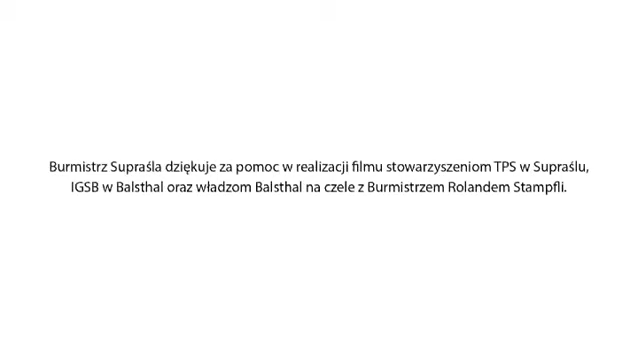 Burmistrz Supraśla dziękuje za pomoc w realizacji filmu stowarzyszeniom TPS w Supraślu,
IGSB w Balsthal oraz władzom Balsthal na czele z Burmistrzem Rolandem Stampfli.